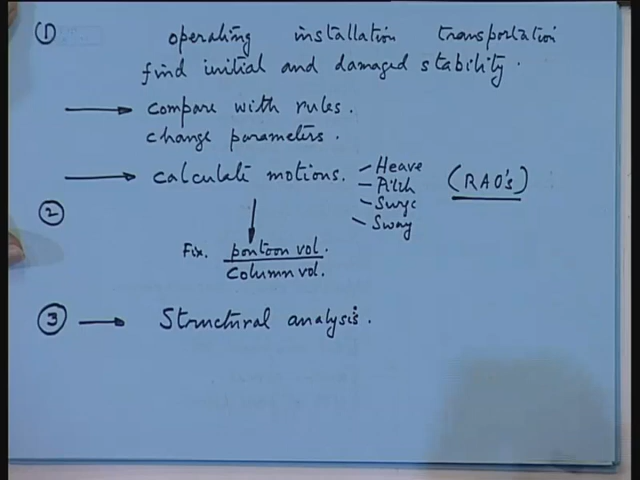 ① operating installation transportation
find initial and damaged stability.
→ compare with rules.
change parameters.
→ calculate motions. - Heave
- Pitch
- Surge
- Sway
(RAO's)
②
Fix. pontoon vol.
Column vol.
③ → Structural analysis.